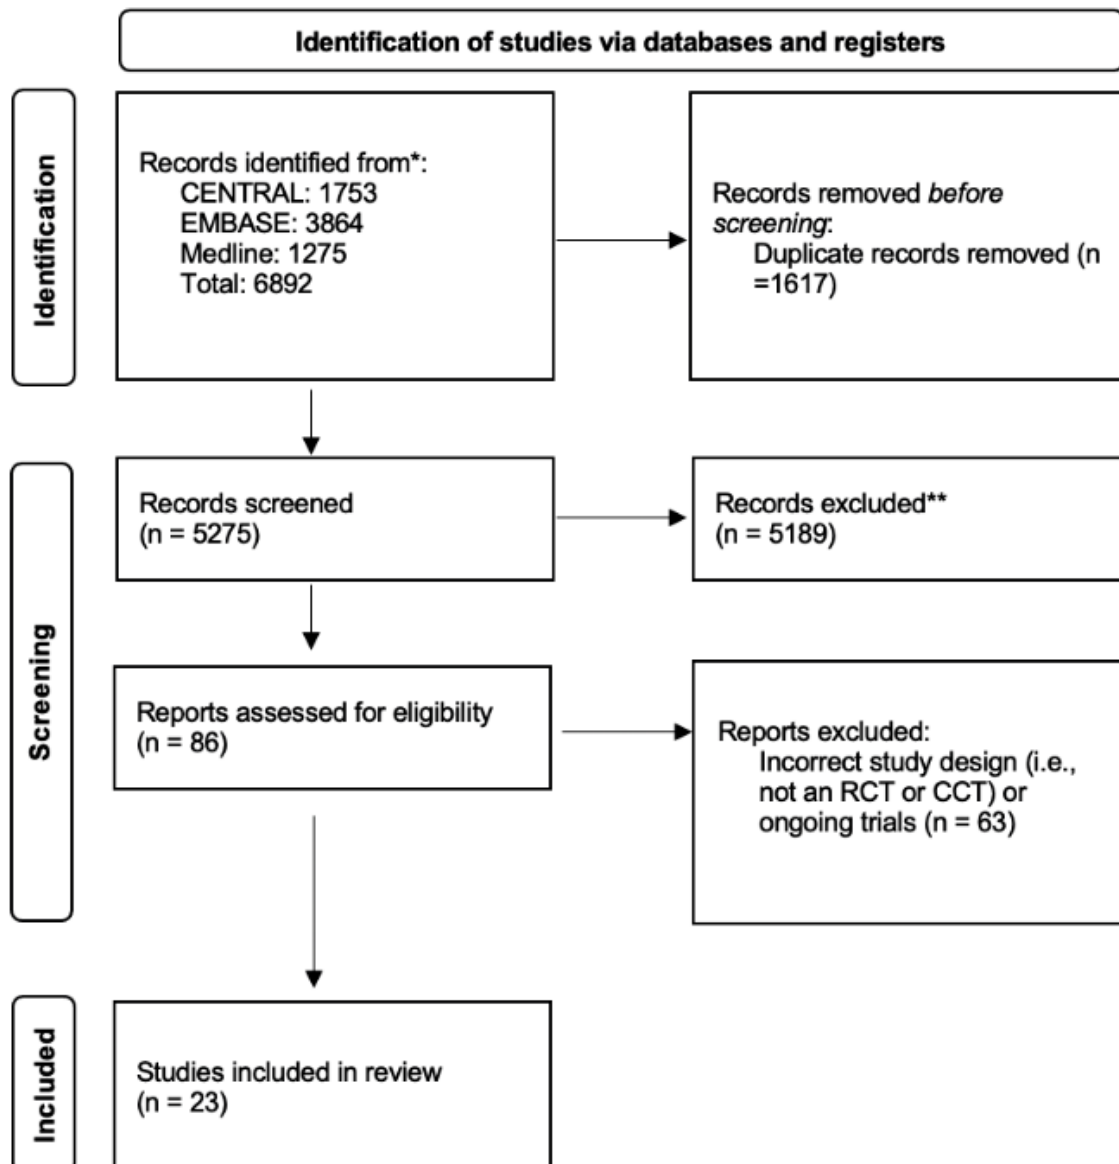 Identification of studies via databases and registers
Identification
Records identified from*:
CENTRAL: 1753
EMBASE: 3864
Medline: 1275
Total: 6892
Records removed before
screening:
Duplicate records removed (n
=1617)
Screening
Records screened
(n = 5275)
Records excluded**
(n = 5189)
Reports assessed for eligibility
(n = 86)
Reports excluded:
Incorrect study design (i.e.,
not an RCT or CCT) or
ongoing trials (n = 63)
Included
Studies included in review
(n = 23)